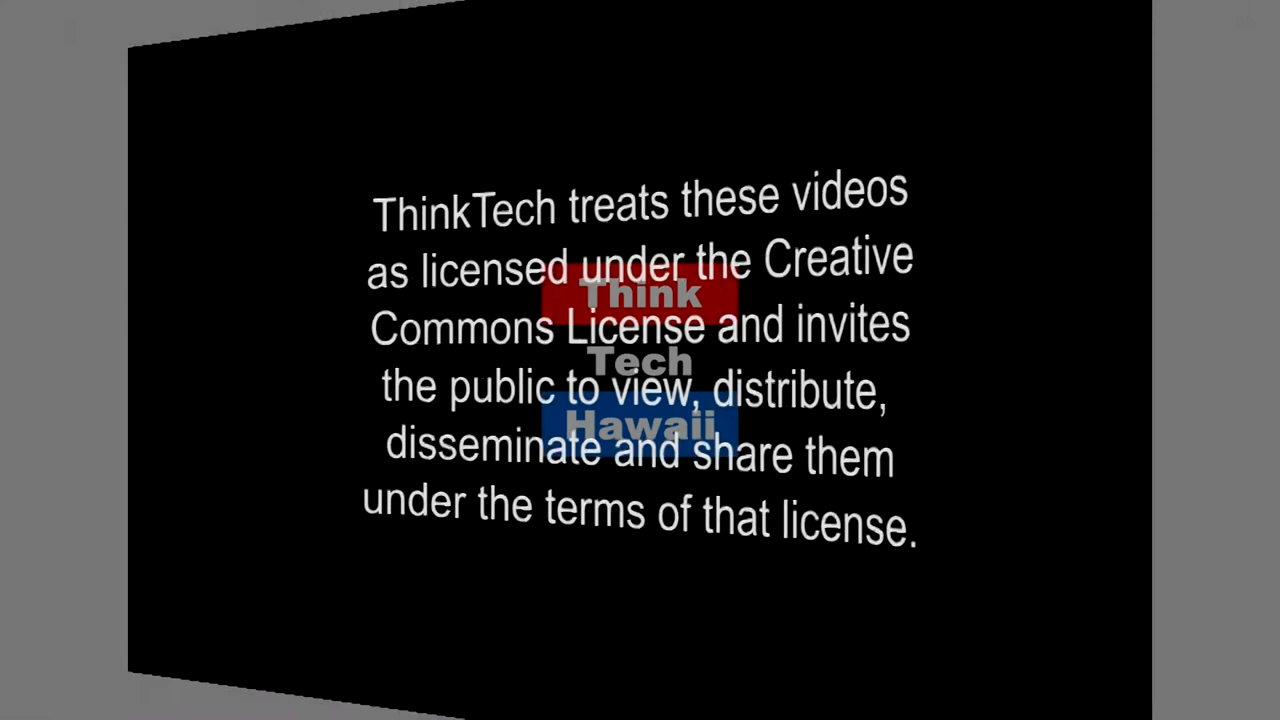 ThinkTech treats these videos
as licensed under the Creative
Commons License and invites
the public to view, distribute,
disseminate and share them
under the terms of that license.
Think
Tech
Hawaii